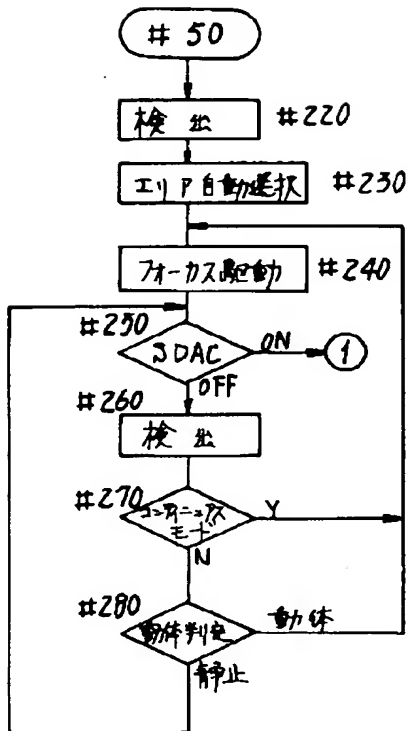 #50
検出 #220
エリア自動選択 #230
フォーカス駆動 #240
#250
SDAC ON 1
OFF
#260
検出
#270
コンティニュアス Y
モード
N
#280
動体判定 動体
静止